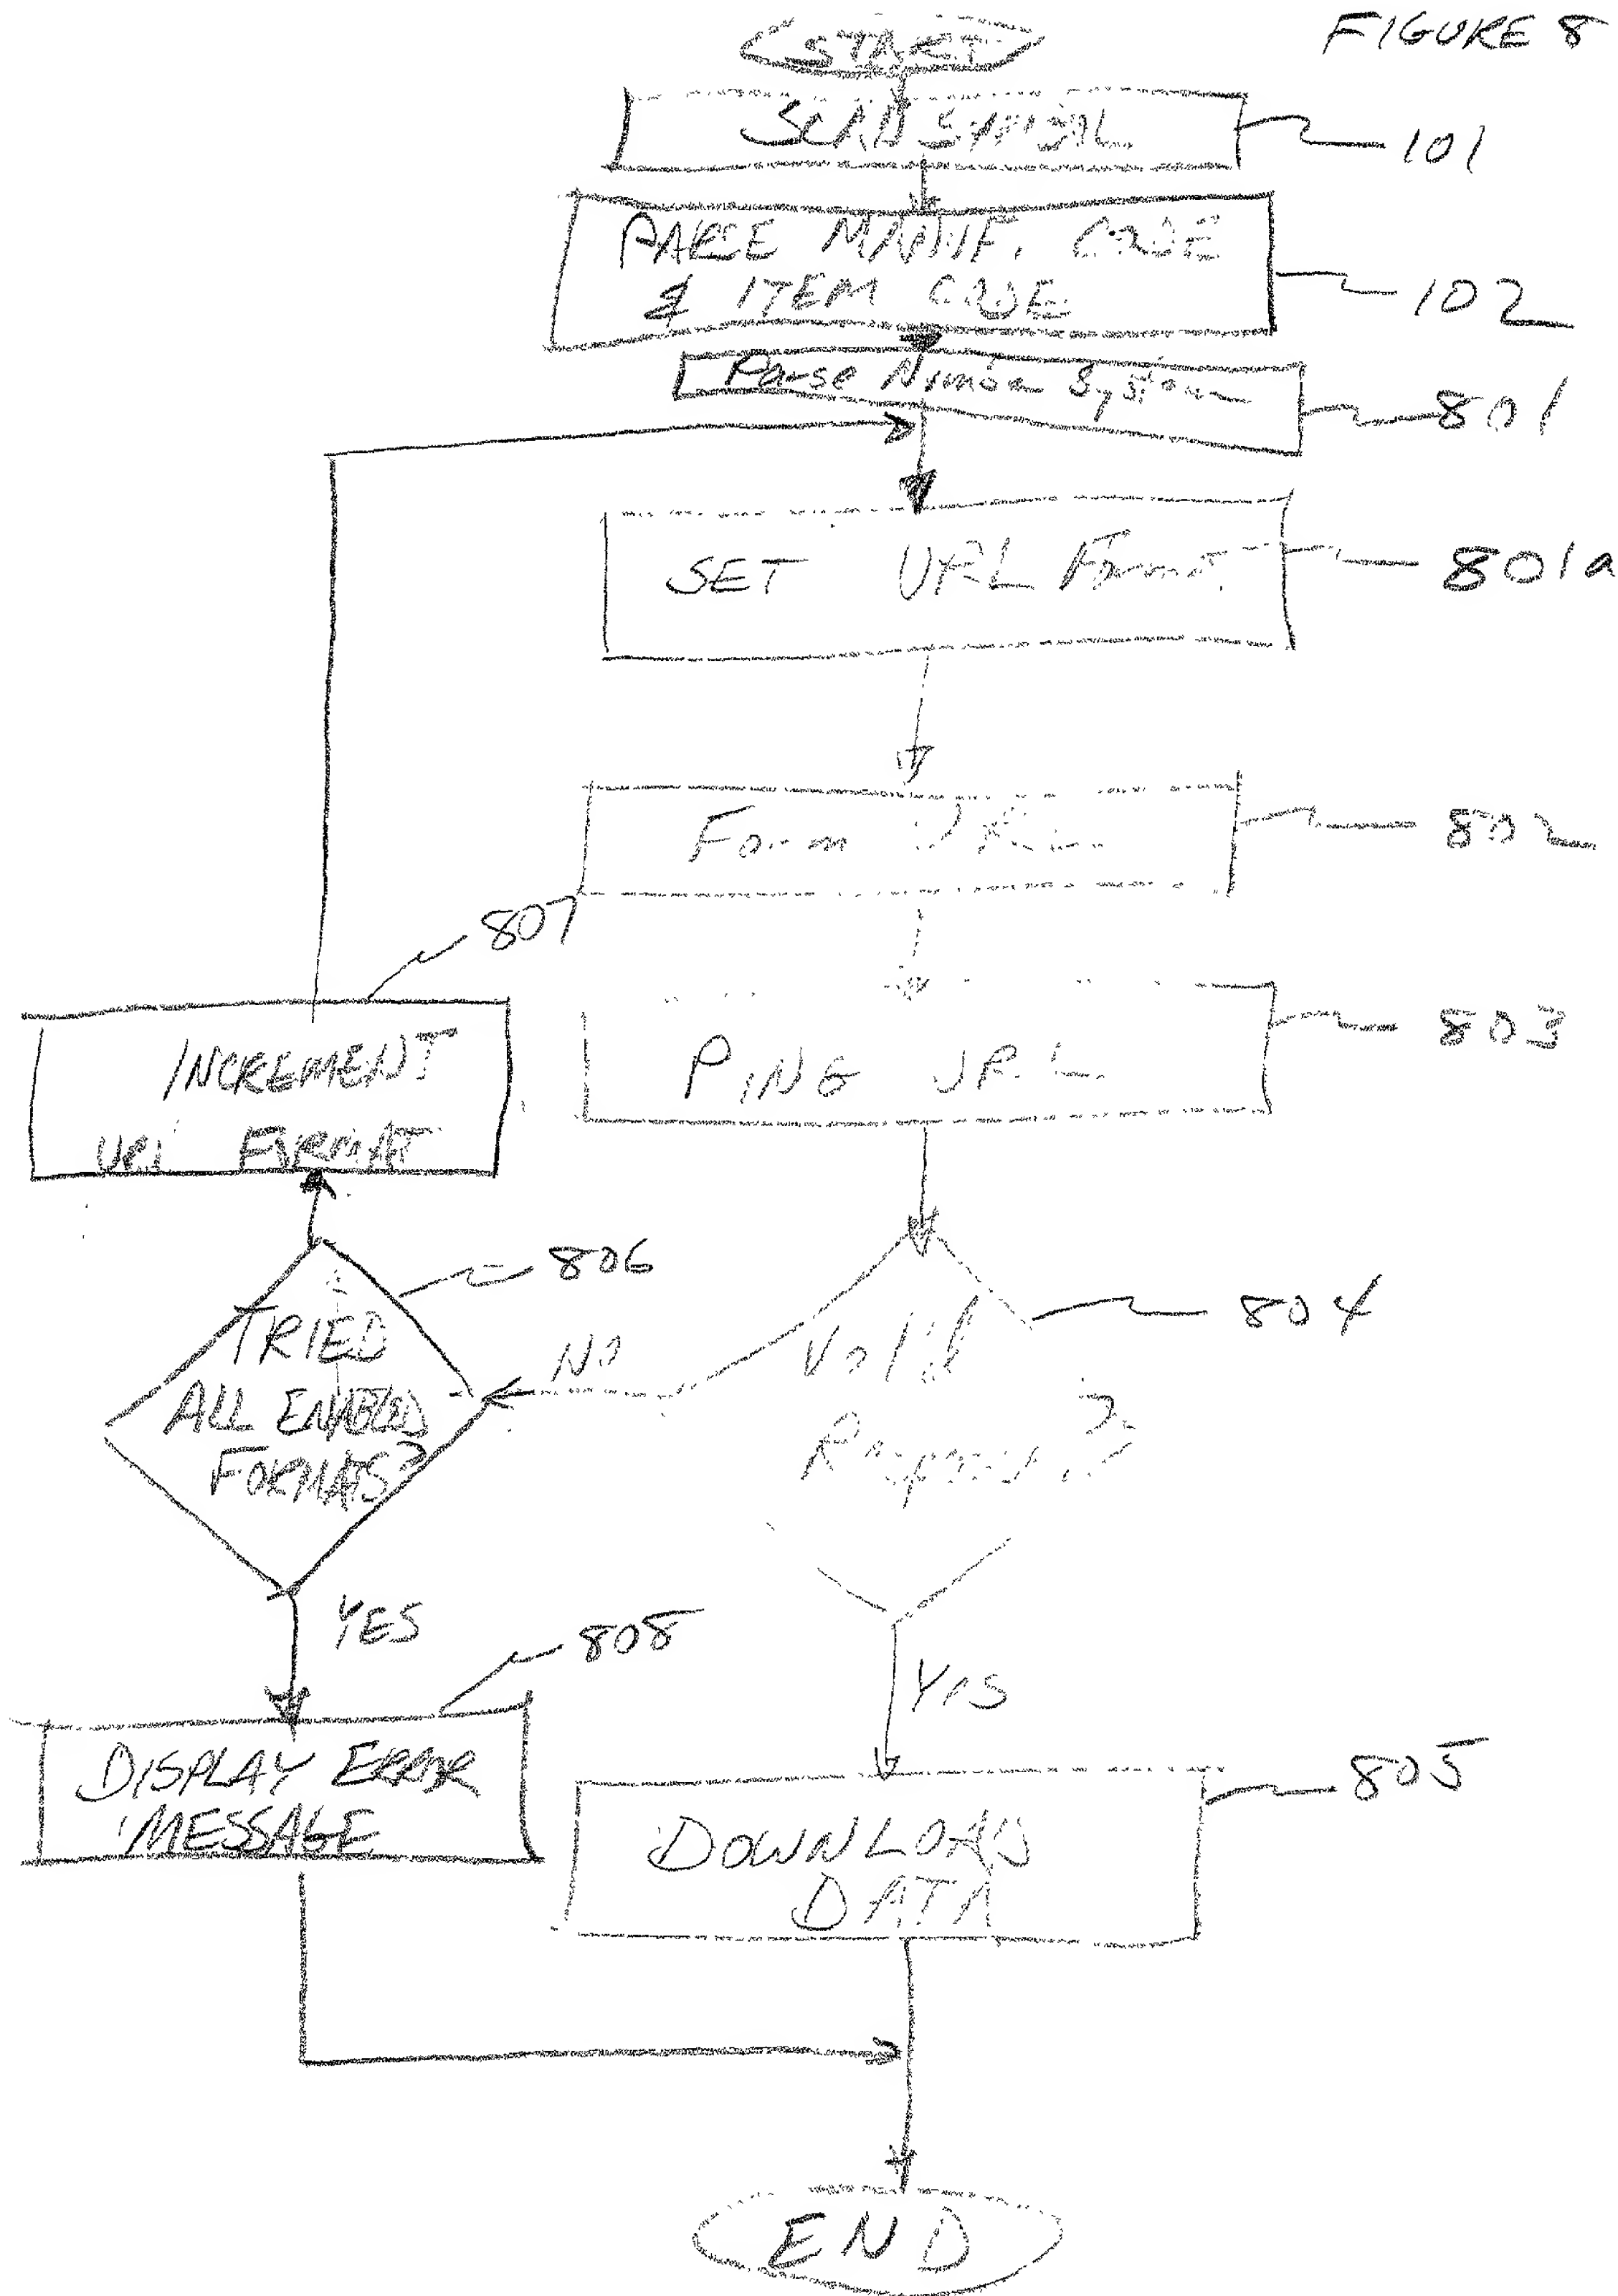 FIGURE 8
START
SCAN SYMBOL
101
PARSE MANUF. CODE
& ITEM CODE
102
Parse Number System
801
SET URL Format
801a
Form URL
802
807
INCREMENT
URL FORMAT
PING URL
803
806
TRIED
ALL ENABLED
FORMATS?
NO
Valid
Response?
804
YES
808
DISPLAY ERROR
MESSAGE
YES
DOWNLOAD
DATA
805
END